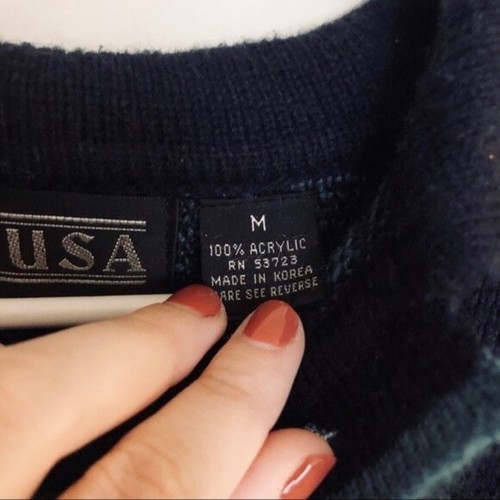 USA
M
100% ACRYLIC
RN 53723
MADE IN KOREA
CARE SEE REVERSE